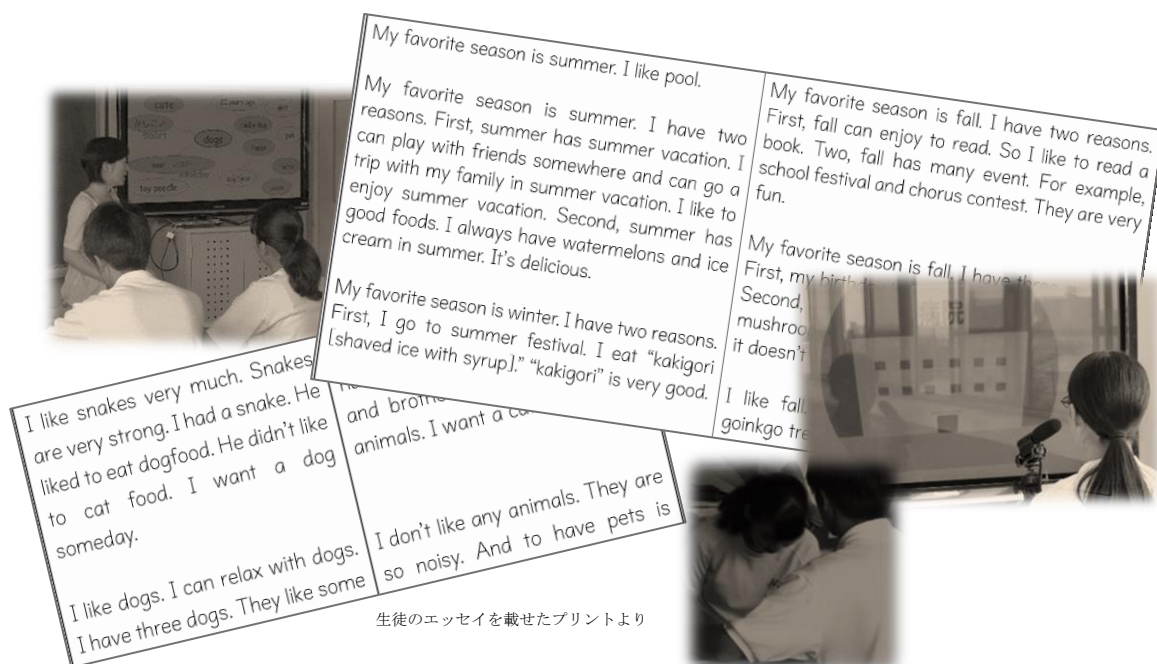 My favorite season is summer. I like pool.
My favorite season is summer. I have two
reasons. First, summer has summer vacation. I
can play with friends somewhere and can go a
trip with my family in summer vacation. I like to
enjoy summer vacation. Second, summer has
good foods. I always have watermelons and ice
cream in summer. It's delicious.
My favorite season is winter. I have two reasons.
First, I go to summer festival. I eat “kakigori
[shaved ice with syrup].” “kakigori” is very good.
My favorite season is fall. I have two reasons.
First, fall can enjoy to read. So I like to read a
book. Two, fall has many event. For example,
school festival and chorus contest. They are very
fun.
My favorite season is fall. I have three
First, my
Second,
it doesn't
I like fall.
goinkgo
cute
dogs
toy poodle
I like snakes very much. Snakes
are very strong. I had a snake. He
liked to eat dogfood. He didn't like
to cat food. I want a dog
someday.
I like dogs. I can relax with dogs.
I have three dogs. They like some
and
animals. I want a
I don't like any animals. They are
so noisy. And to have pets is
生徒のエッセイを載せたプリントより